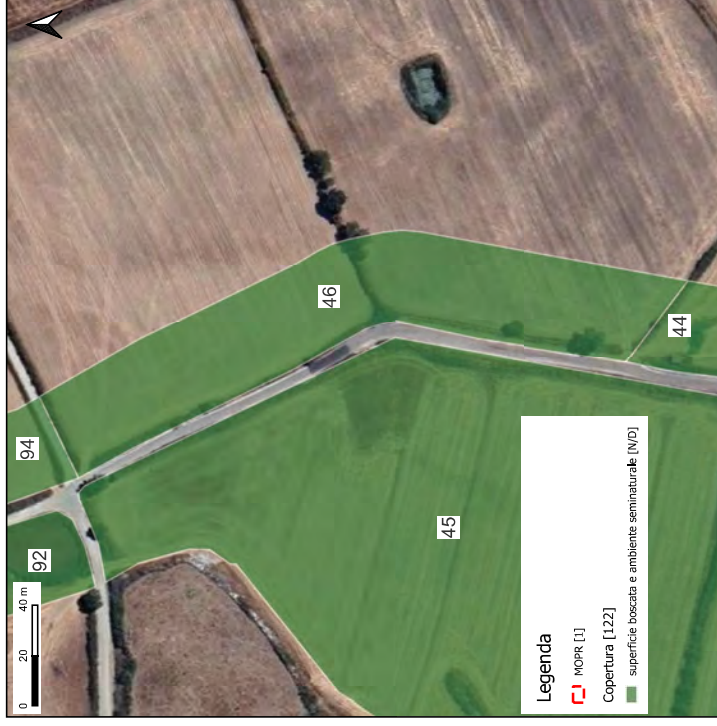 94
92
46
44
45
0 20 40 m
Legenda
MOPR [1]
Copertura [122]
superficie boscata e ambiente seminaturale [N/D]